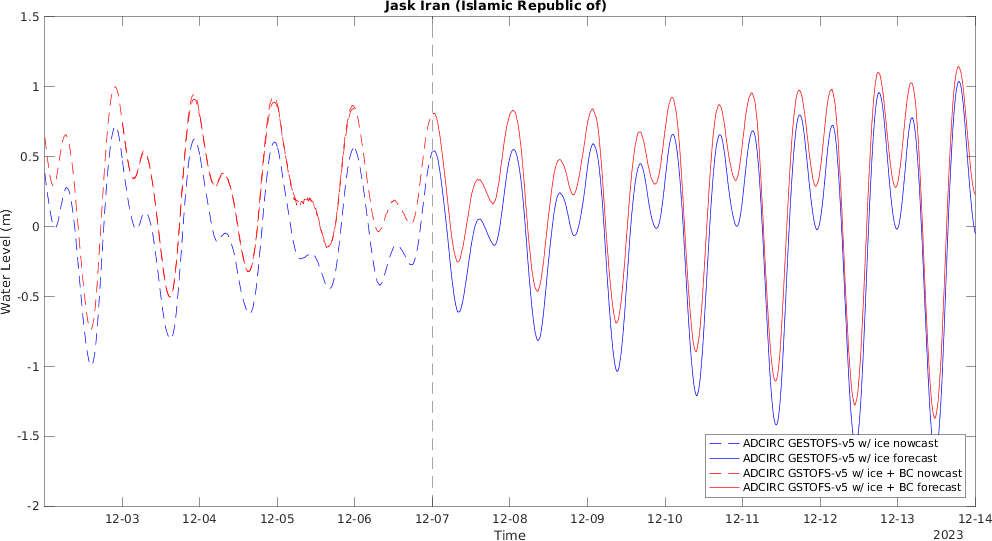 Jask Iran (Islamic Republic of)
Water Level (m)
1.5
1
0.5
0
-0.5
-1
-1.5
-2
ADCIRC GESTOFS-v5 w/ ice nowcast
ADCIRC GESTOFS-v5 w/ ice forecast
ADCIRC GSTOFS-v5 w/ ice + BC nowcast
ADCIRC GSTOFS-v5 w/ ice + BC forecast
12-03 12-04 12-05 12-06 12-07 12-08 12-09 12-10 12-11 12-12 12-13 12-14
Time
2023